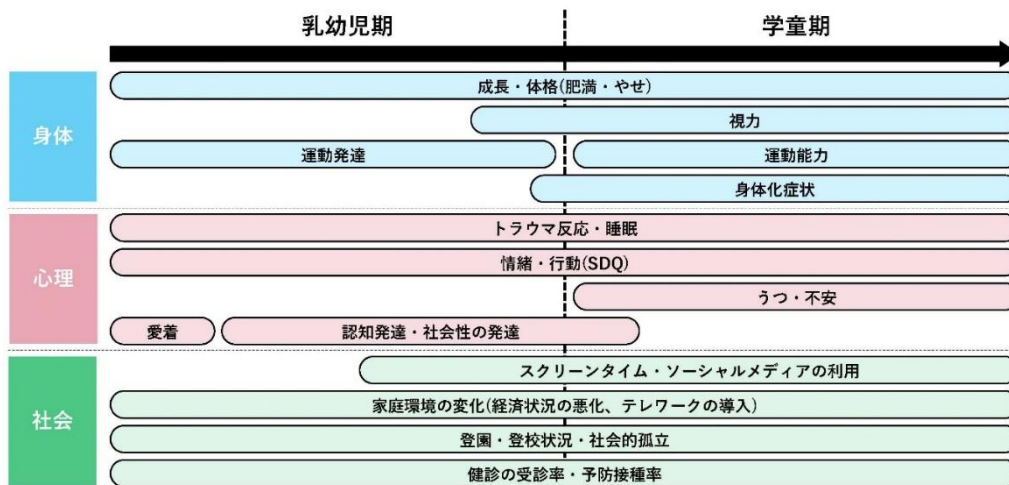 乳幼児期
学童期
身体
成長・体格(肥満・やせ)
視力
運動発達
運動能力
身体化症状
心理
トラウマ反応・睡眠
情緒・行動(SDQ)
うつ・不安
愛着
認知発達・社会性の発達
社会
スクリーンタイム・ソーシャルメディアの利用
家庭環境の変化(経済状況の悪化、テレワークの導入)
登園・登校状況・社会的孤立
健診の受診率・予防接種率